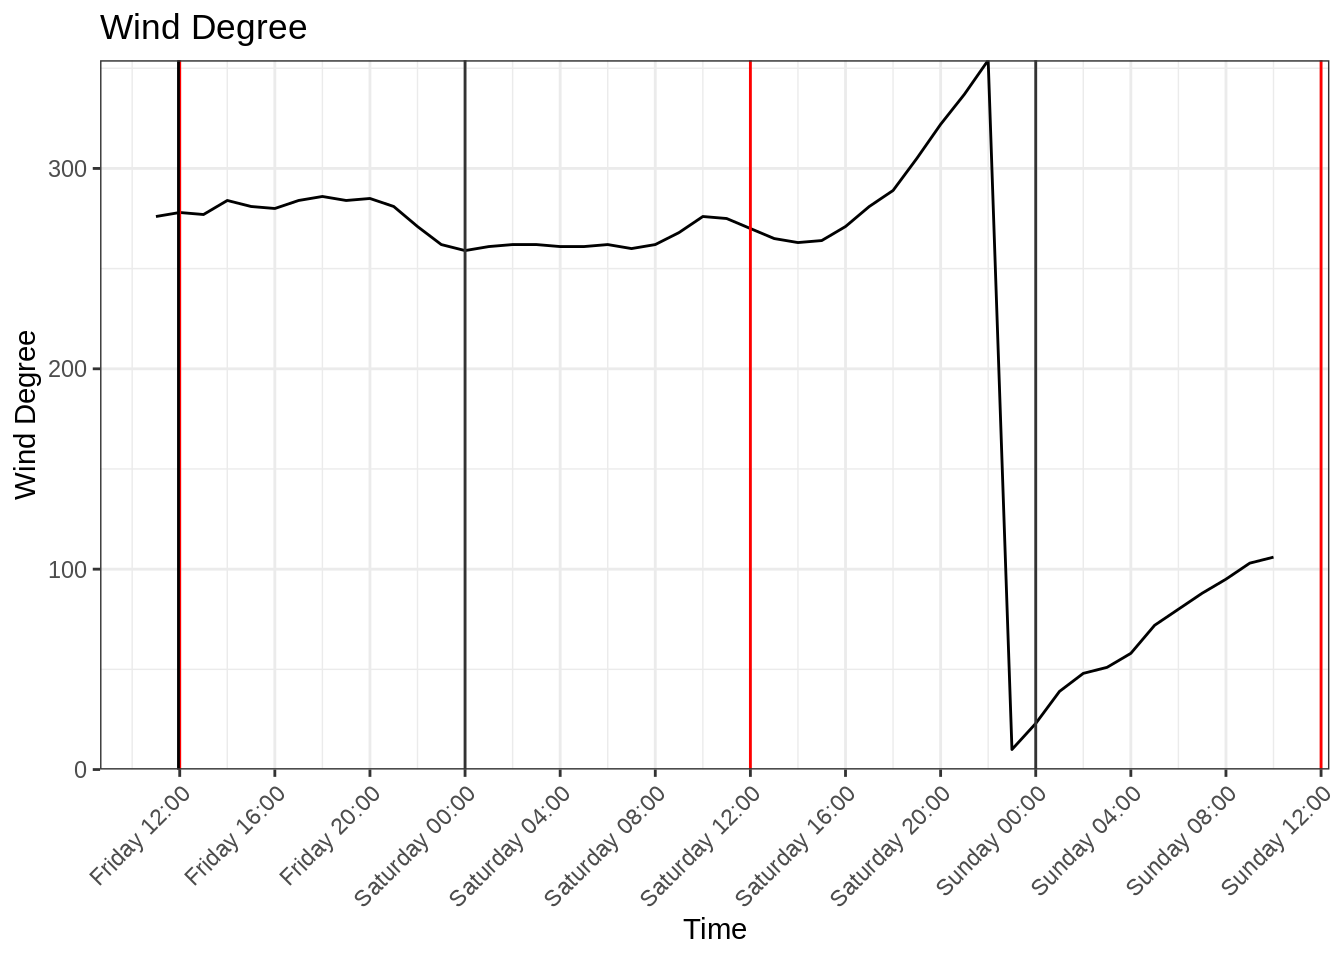 Wind Degree
Wind Degree
300
200
100
0
Friday 12:00
Friday 16:00
Friday 20:00
Saturday 00:00
Saturday 04:00
Saturday 08:00
Saturday 12:00
Saturday 16:00
Saturday 20:00
Sunday 00:00
Sunday 04:00
Sunday 08:00
Sunday 12:00
Time